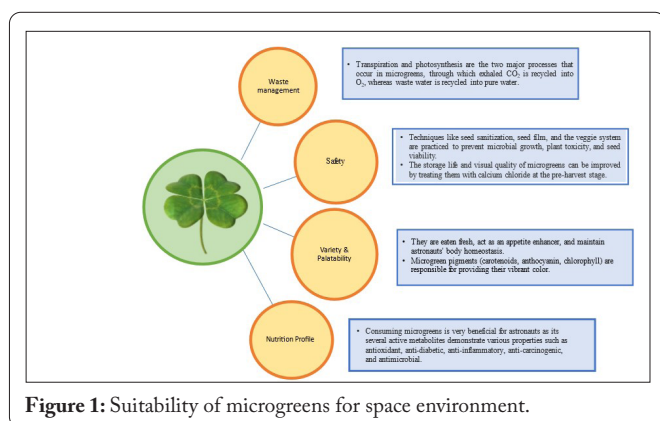 Waste
management
• Transpiration and photosynthesis are the two major processes that
occur in microgreens, through which exhaled CO₂ is recycled into
O₂, whereas waste water is recycled into pure water.
Safety
• Techniques like seed sanitization, seed film, and the veggie system
are practiced to prevent microbial growth, plant toxicity, and seed
viability.
• The storage life and visual quality of microgreens can be improved
by treating them with calcium chloride at the pre-harvest stage.
Variety &
Palatability
• They are eaten fresh, act as an appetite enhancer, and maintain
astronauts' body homeostasis.
• Microgreen pigments (carotenoids, anthocyanin, chlorophyll) are
responsible for providing their vibrant color.
Nutrition Profile
• Consuming microgreens is very beneficial for astronauts as its
several active metabolites demonstrate various properties such as
antioxidant, anti-diabetic, anti-inflammatory, anti-carcinogenic,
and antimicrobial.
Figure 1: Suitability of microgreens for space environment.